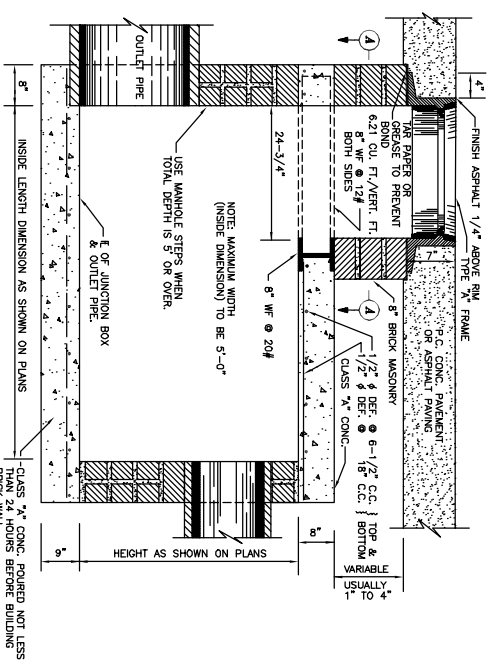 4"
FINISH ASPHALT 1/4" ABOVE RIM
TYPE "A" FRAME
7"
P.C. CONC. PAVEMENT
OR ASPHALT PAVING
A
A
TAR PAPER OR
GREASE TO PREVENT
BOND
6.21 CU. FT./VERT. FT.
8" WF @ 12#
BOTH SIDES
8" BRICK MASONRY
1/2" ⌀ DEF. @ 6-1/2" C.C. } TOP &
1/2" ⌀ DEF. @ 18" C.C. } BOTTOM
CLASS "A" CONC.
VARIABLE
USUALLY
1" TO 4"
24-3/4"
8" WF @ 20#
8"
OUTLET PIPE
USE MANHOLE STEPS WHEN
TOTAL DEPTH IS 5' OR OVER.
NOTE: MAXIMUM WIDTH
(INSIDE DIMENSION) TO BE 5'-0"
HEIGHT AS SHOWN ON PLANS
℄ OF JUNCTION BOX
& OUTLET PIPE.
9"
8"
INSIDE LENGTH DIMENSION AS SHOWN ON PLANS
CLASS "A" CONC. POURED NOT LESS
THAN 24 HOURS BEFORE BUILDING